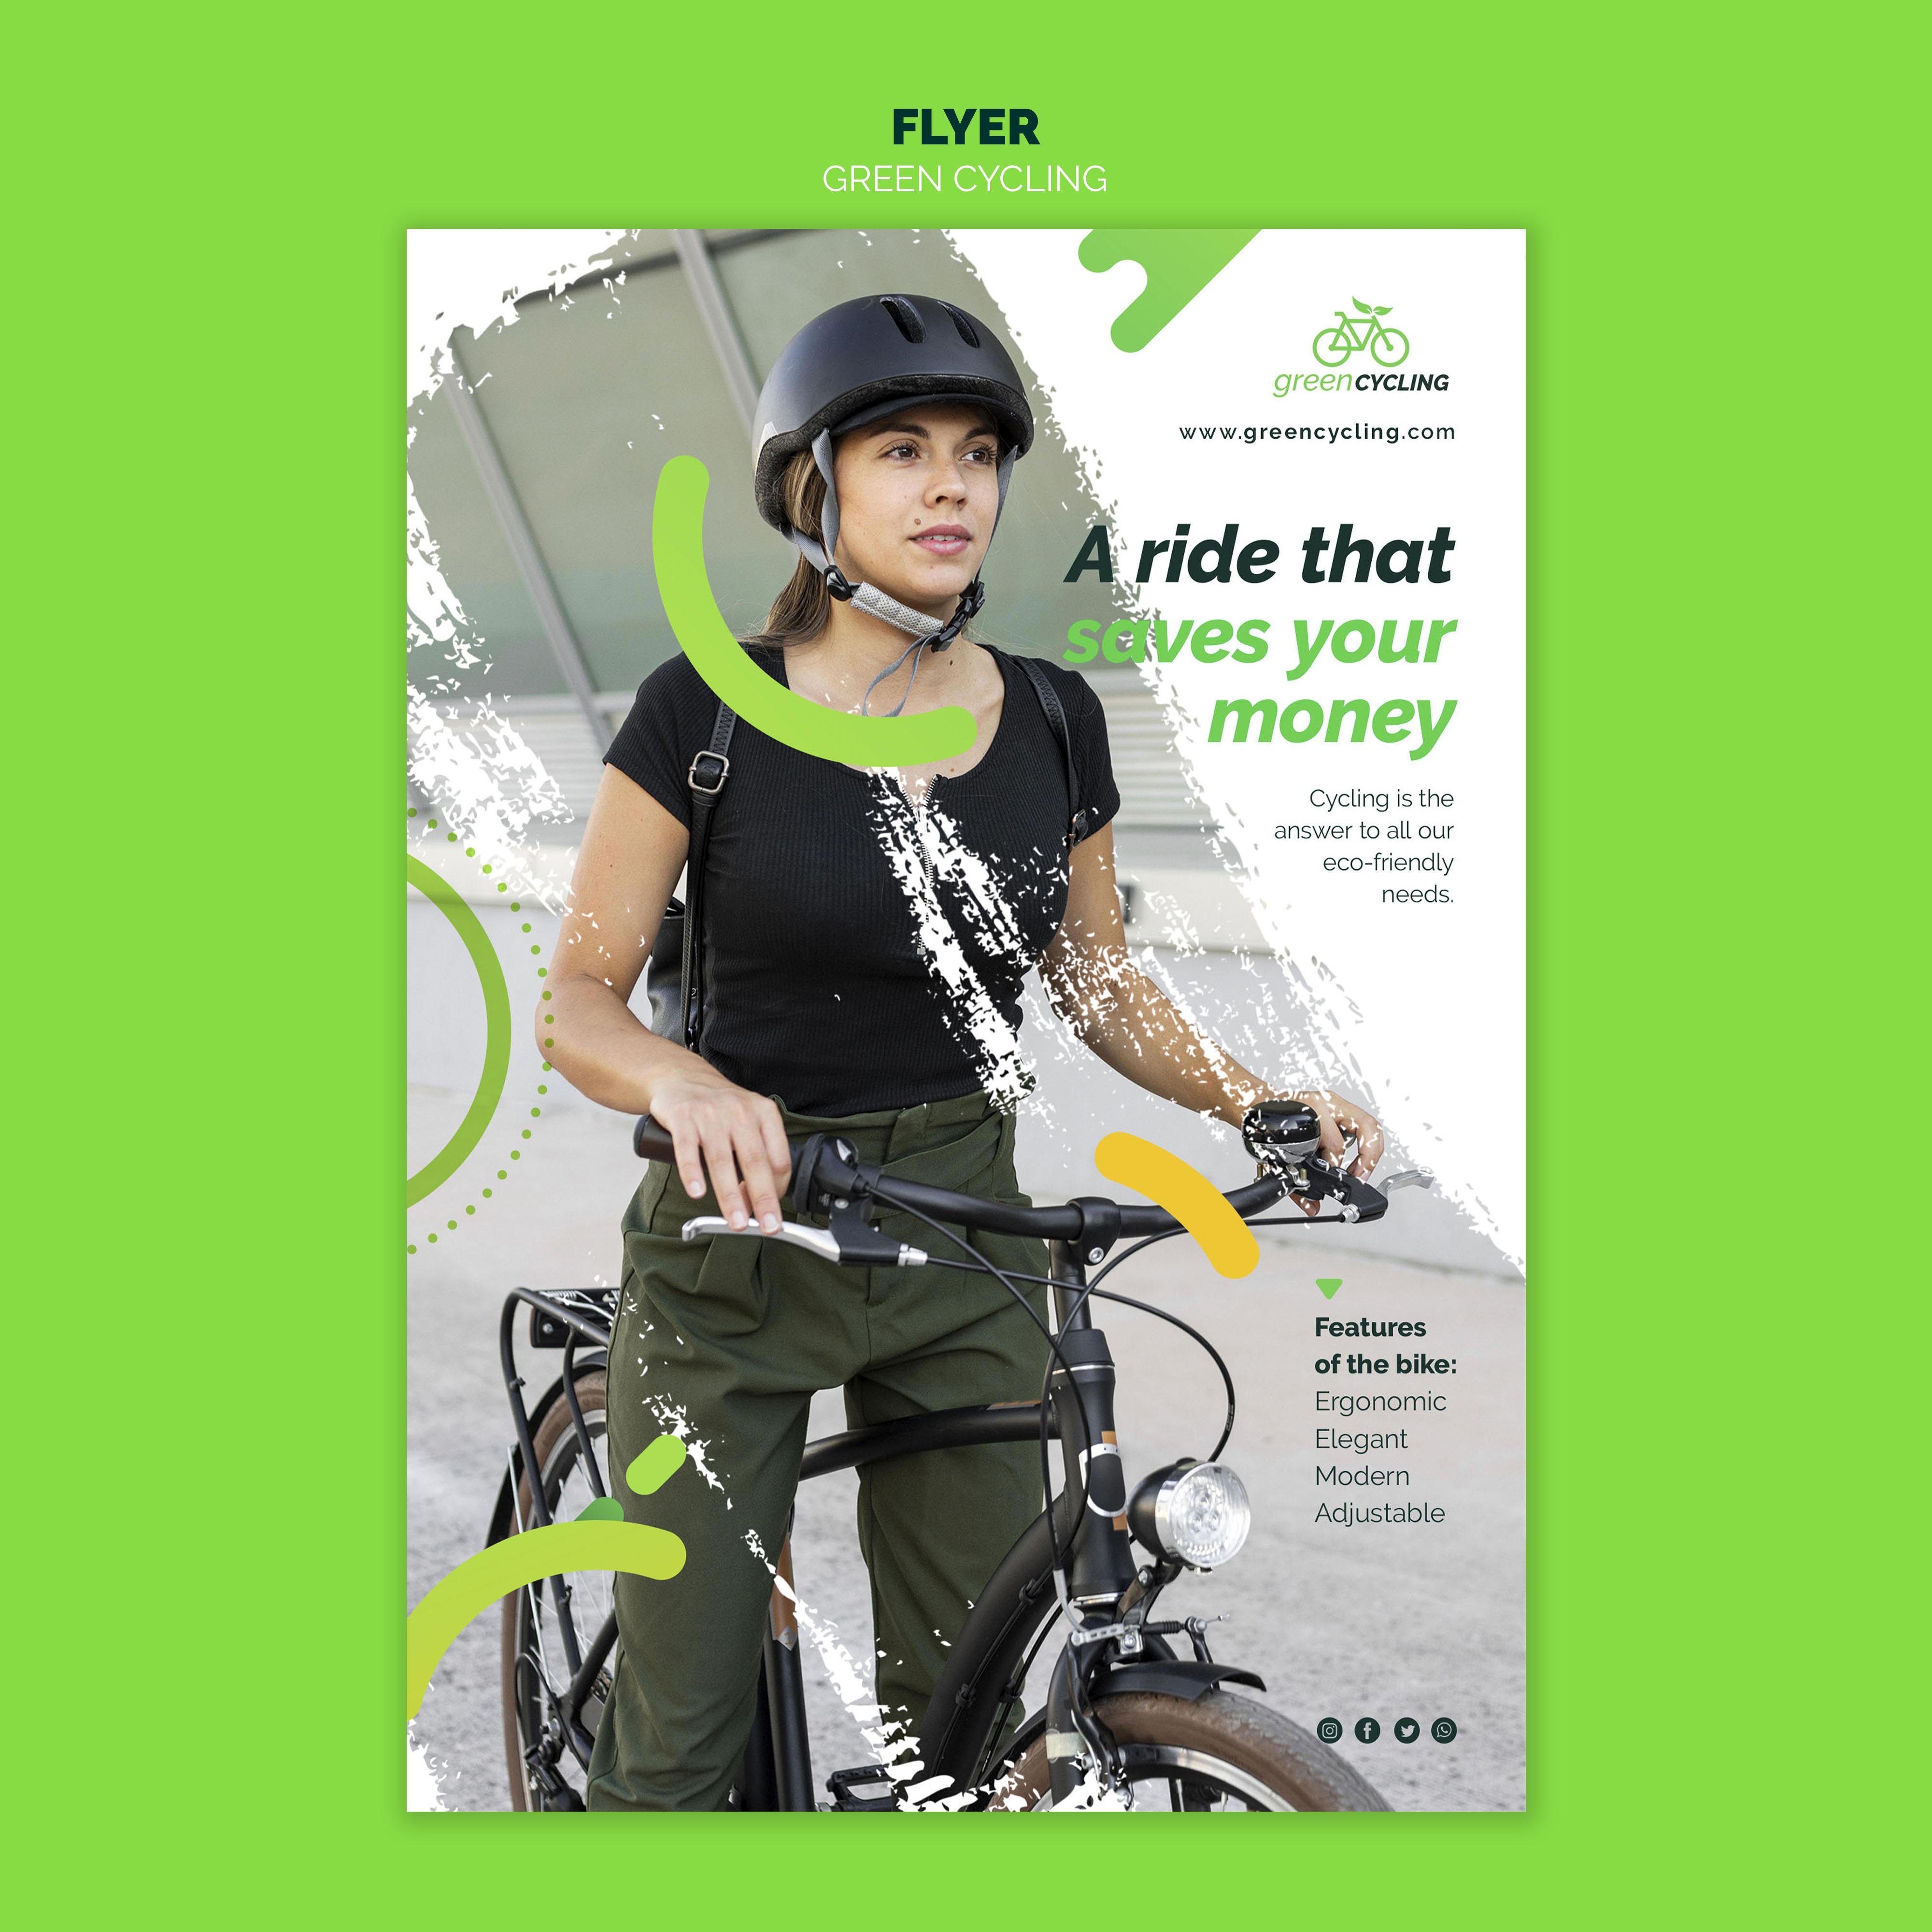 FLYER
GREEN CYCLING
greenCYCLING
www.greencycling.com
A ride that
saves your
money
Cycling is the
answer to all our
eco-friendly
needs.
Features
of the bike:
Ergonomic
Elegant
Modern
Adjustable